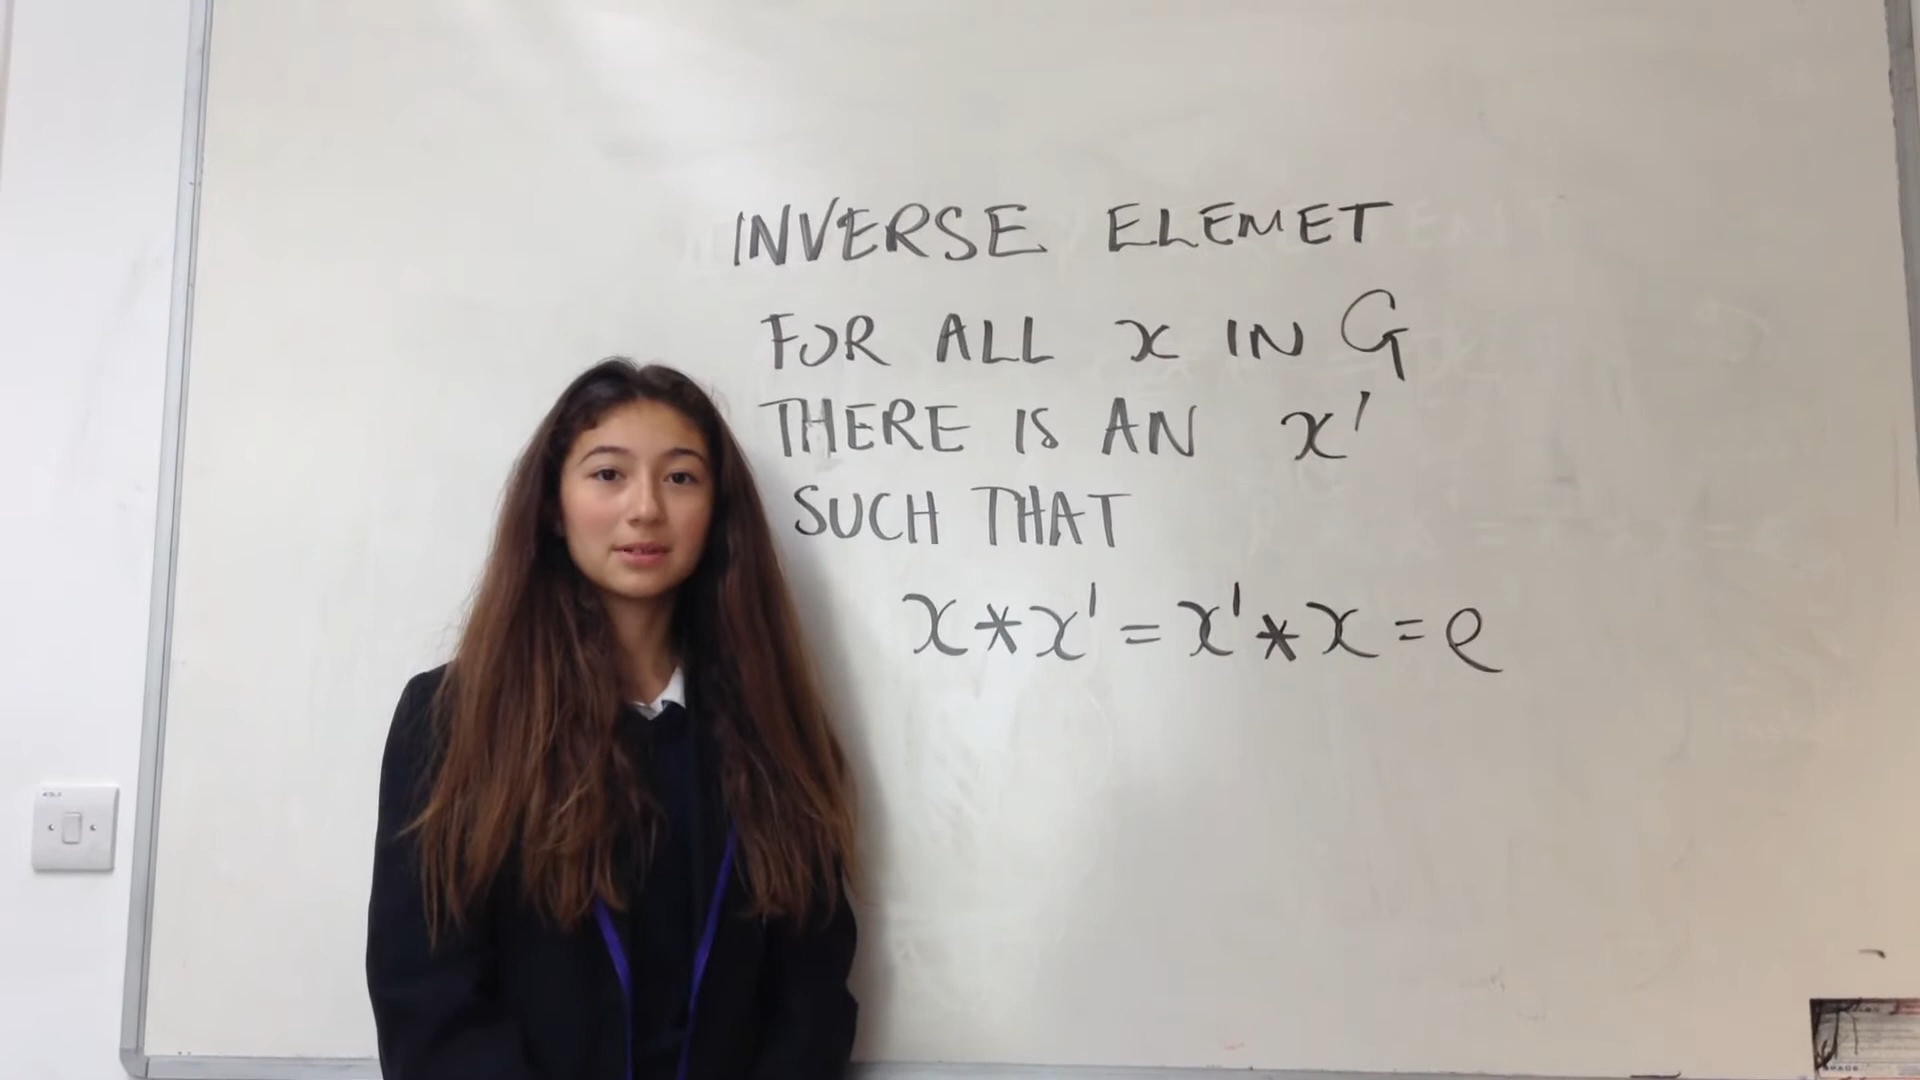 INVERSE ELEMET
FOR ALL x IN G
THERE IS AN x'
SUCH THAT
x * x' = x' * x = e